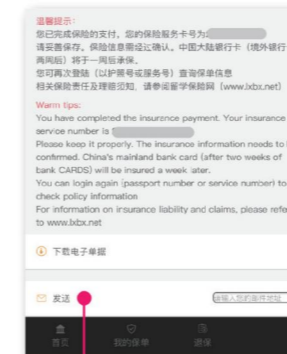 温馨提示：
您已完成保险的支付。您的保险服务卡号为:
请妥善保存。保险信息需经过确认。中国大陆银行卡（境外银行
两周后）将于一周后承保。
您可再次登陆（以护照号或服务号）查询保单信息
相关保险责任及理赔须知，请参阅留学保险网（www.lxbx.net）
Warm tips:
You have completed the insurance payment. Your insurance
service number is
Please keep it properly. The insurance information needs to
confirmed. China's mainland bank card (after two weeks of
bank CARDS) will be insured a week later.
You can login again (passport number or service number) to
check policy information
For information on insurance liability and claims, please refe
to www.lxbx.net
下载电子单据
发送
请输入您的邮件地址
首页
我的保单
退保